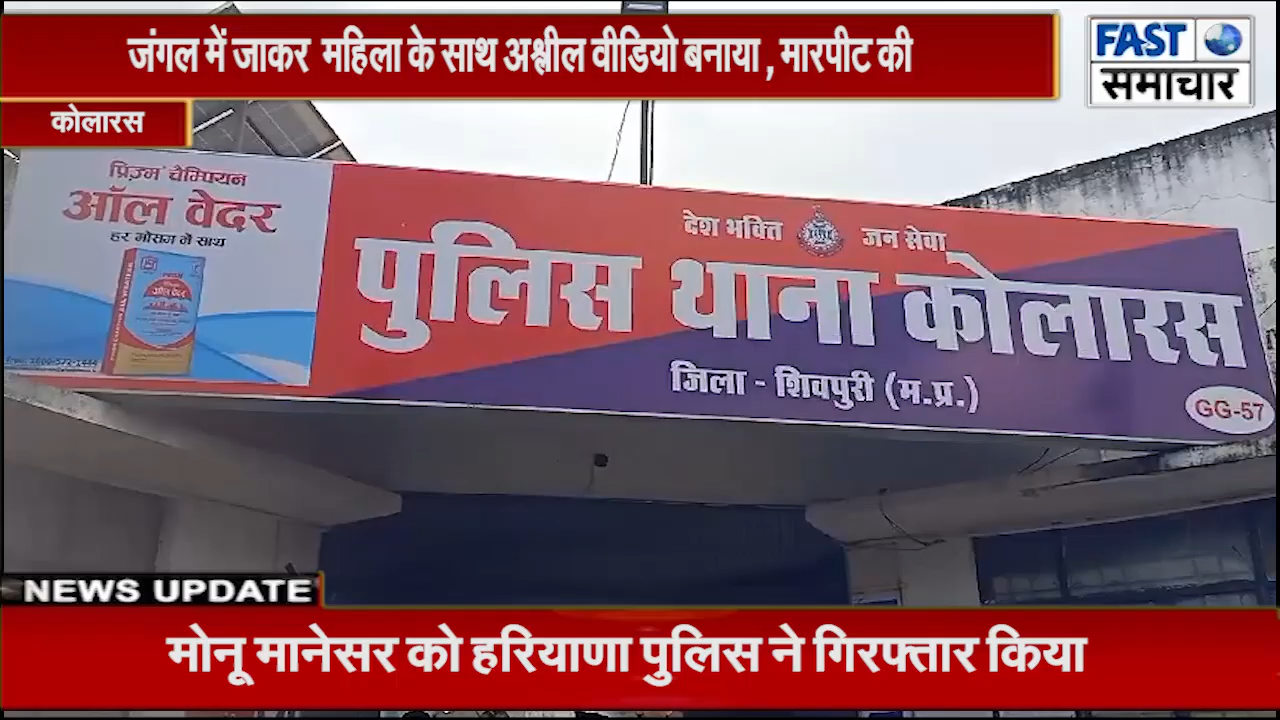 जंगल में जाकर महिला के साथ अश्लील वीडियो बनाया , मारपीट की
FAST
समाचार
कोलारस
प्रिज़्म चैम्पियन
ऑल वेदर
हर मौसम में साथ
देश भक्ति जन सेवा
पुलिस थाना कोलारस
जिला - शिवपुरी (म.प्र.)
GG-57
NEWS UPDATE
मोनू मानेसर को हरियाणा पुलिस ने गिरफ्तार किया